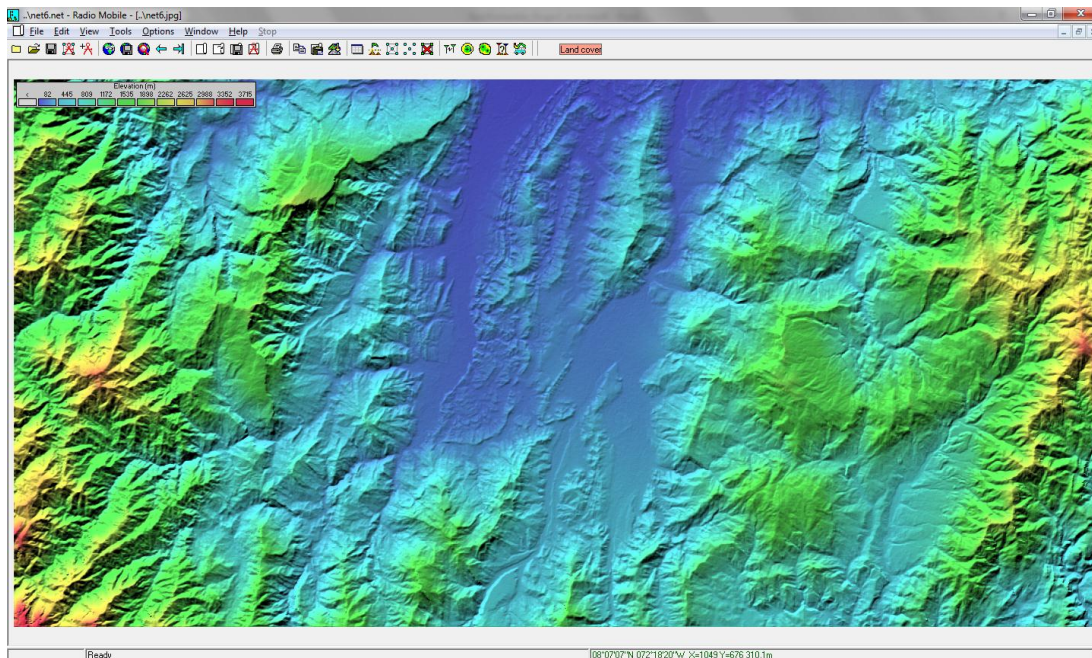 ..\net6.net - Radio Mobile - [..\net6.jpg]
File Edit View Tools Options Window Help Stop
Land cover
Elevation (m)
< 82 445 809 1172 1535 1898 2262 2625 2988 3352 3715
Ready 08°07'07"N 072°18'20"W X=1049 Y=676 310.1m